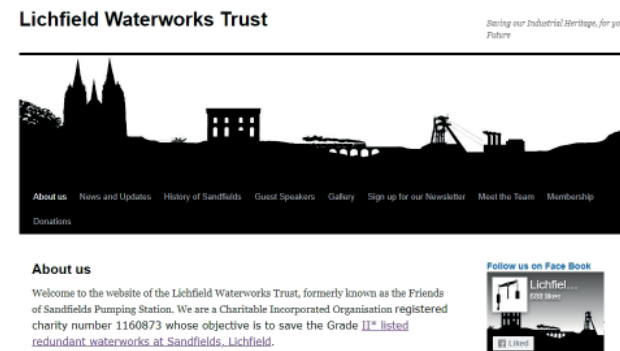 Lichfield Waterworks Trust
Saving our Industrial Heritage, for yo
Future
About us News and Updates History of Sandfields Guest Speakers Gallery Sign up for our Newsletter Meet the Team Membership
Donations
About us
Welcome to the website of the Lichfield Waterworks Trust, formerly known as the Friends
of Sandfields Pumping Station. We are a Charitable Incorporated Organisation registered
charity number 1160873 whose objective is to save the Grade II* listed
redundant waterworks at Sandfields, Lichfield.
Follow us on Face Book
Lichfiel...
688 likes
Liked